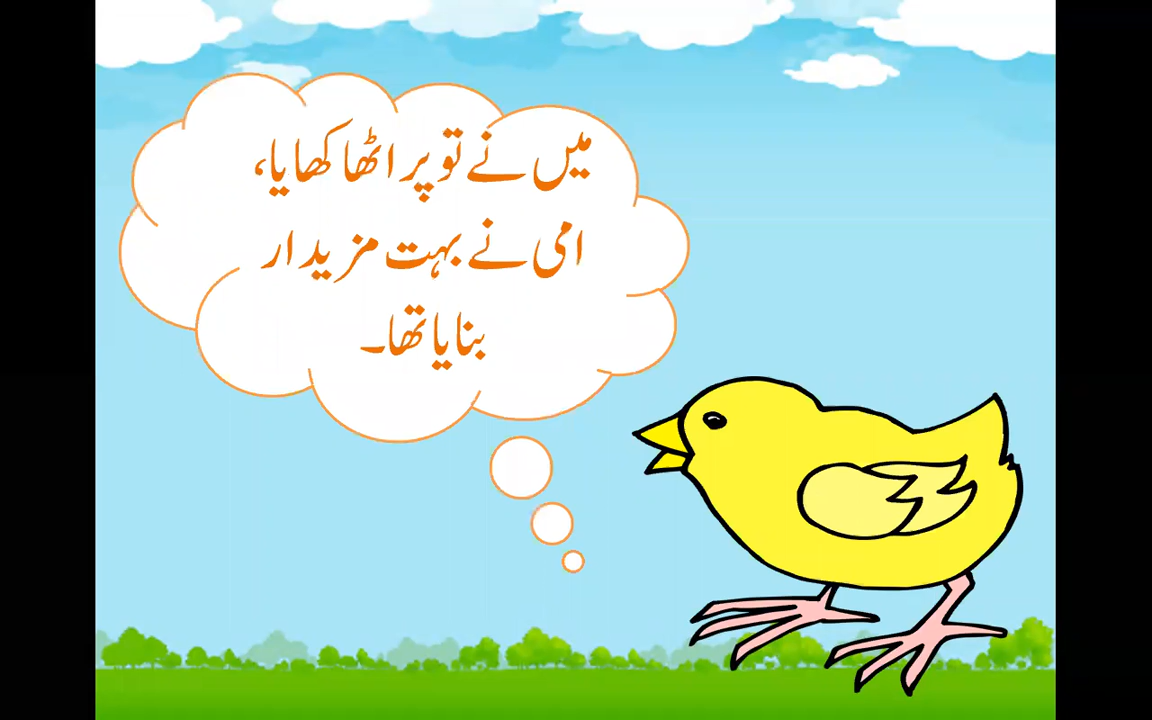 میں نے تو پراٹھا کھایا،
امی نے بہت مزیدار
بنایا تھا۔